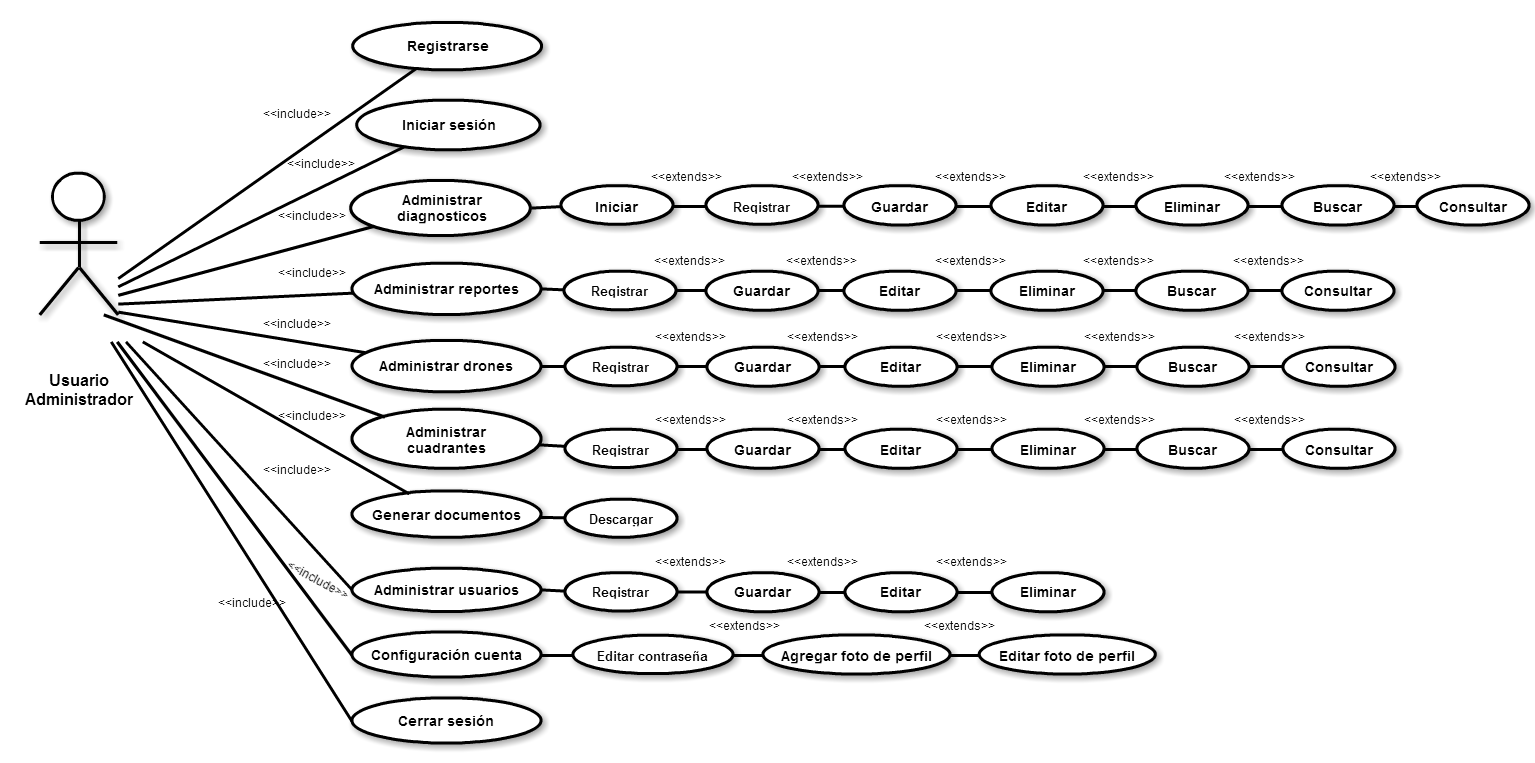 Registrarse
<<include>>
Iniciar sesión
<<include>>
<<extends>> <<extends>> <<extends>> <<extends>> <<extends>> <<extends>>
Administrar
diagnosticos
Iniciar Registrar Guardar Editar Eliminar Buscar Consultar
<<include>>
<<extends>> <<extends>> <<extends>> <<extends>> <<extends>>
<<include>>
Administrar reportes Registrar Guardar Editar Eliminar Buscar Consultar
<<include>>
<<extends>> <<extends>> <<extends>> <<extends>> <<extends>>
<<include>>
Administrar drones Registrar Guardar Editar Eliminar Buscar Consultar
Usuario
Administrador
<<include>>
<<extends>> <<extends>> <<extends>> <<extends>> <<extends>>
Administrar
cuadrantes
Registrar Guardar Editar Eliminar Buscar Consultar
<<include>>
Generar documentos Descargar
<<extends>> <<extends>> <<extends>>
<<include>>
Administrar usuarios Registrar Guardar Editar Eliminar
<<include>>
<<extends>> <<extends>>
Configuración cuenta Editar contraseña Agregar foto de perfil Editar foto de perfil
Cerrar sesión